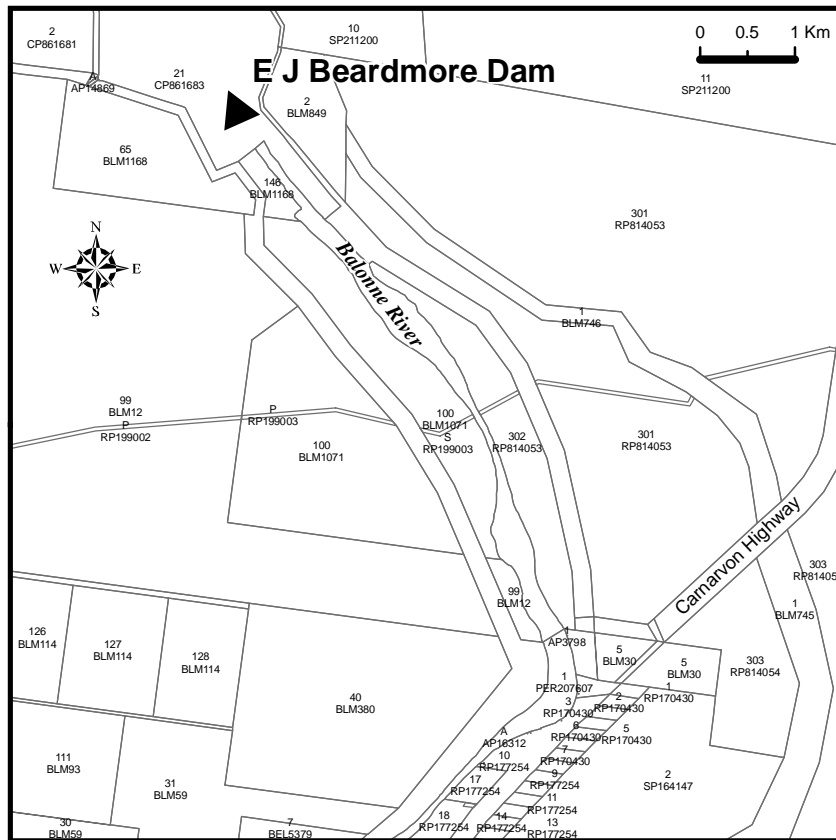 2
CP861681
10
SP211200
0 0.5 1 Km
E J Beardmore Dam
A
AP14869
21
CP861683
11
SP211200
2
BLM849
65
BLM1168
146
BLM1168
301
RP814053
N
W E
S
Balonne River
1
BLM746
99
BLM12
P
RP199002
P
RP199003
100
BLM1071
100
BLM1071
S
RP199003
302
RP814053
301
RP814053
Carnarvon Highway
303
RP81405
99
BLM12
1
BLM745
126
BLM114
127
BLM114
128
BLM114
1
AP3798
5
BLM30
5
BLM30
303
RP814054
40
BLM380
1
PER207607
1
RP170430
3
RP170430
2
RP170430
A
AP16312
6
RP170430
5
RP170430
10
RP177254
7
RP170430
111
BLM93
31
BLM59
17
RP177254
9
RP177254
2
SP164147
11
RP177254
30
BLM59
7
BEL5379
18
RP177254
14
RP177254
13
RP177254